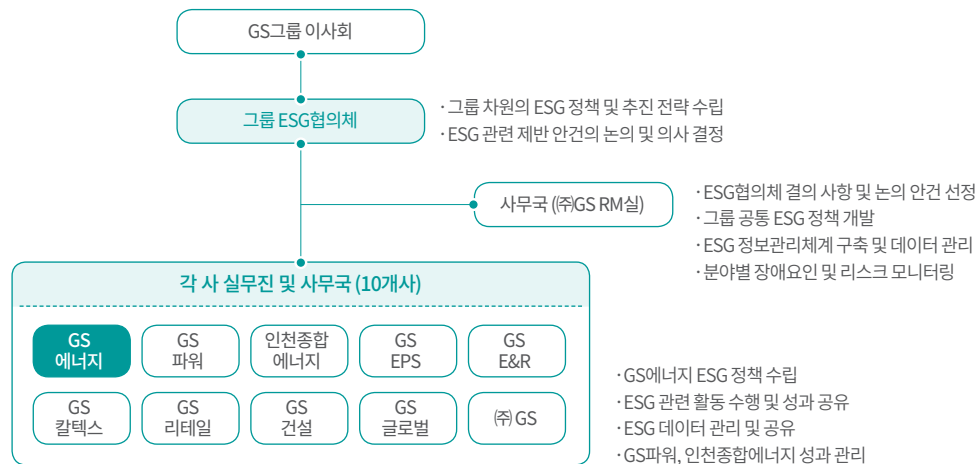 GS그룹 이사회
그룹 ESG협의체
· 그룹 차원의 ESG 정책 및 추진 전략 수립
· ESG 관련 제반 안건의 논의 및 의사 결정
사무국 (㈜GS RM실)
· ESG협의체 결의 사항 및 논의 안건 선정
· 그룹 공통 ESG 정책 개발
· ESG 정보관리체계 구축 및 데이터 관리
· 분야별 장애요인 및 리스크 모니터링
각 사 실무진 및 사무국 (10개사)
GS
에너지
GS
파워
인천종합
에너지
GS
EPS
GS
E&R
GS
칼텍스
GS
리테일
GS
건설
GS
글로벌
㈜ GS
· GS에너지 ESG 정책 수립
· ESG 관련 활동 수행 및 성과 공유
· ESG 데이터 관리 및 공유
· GS파워, 인천종합에너지 성과 관리